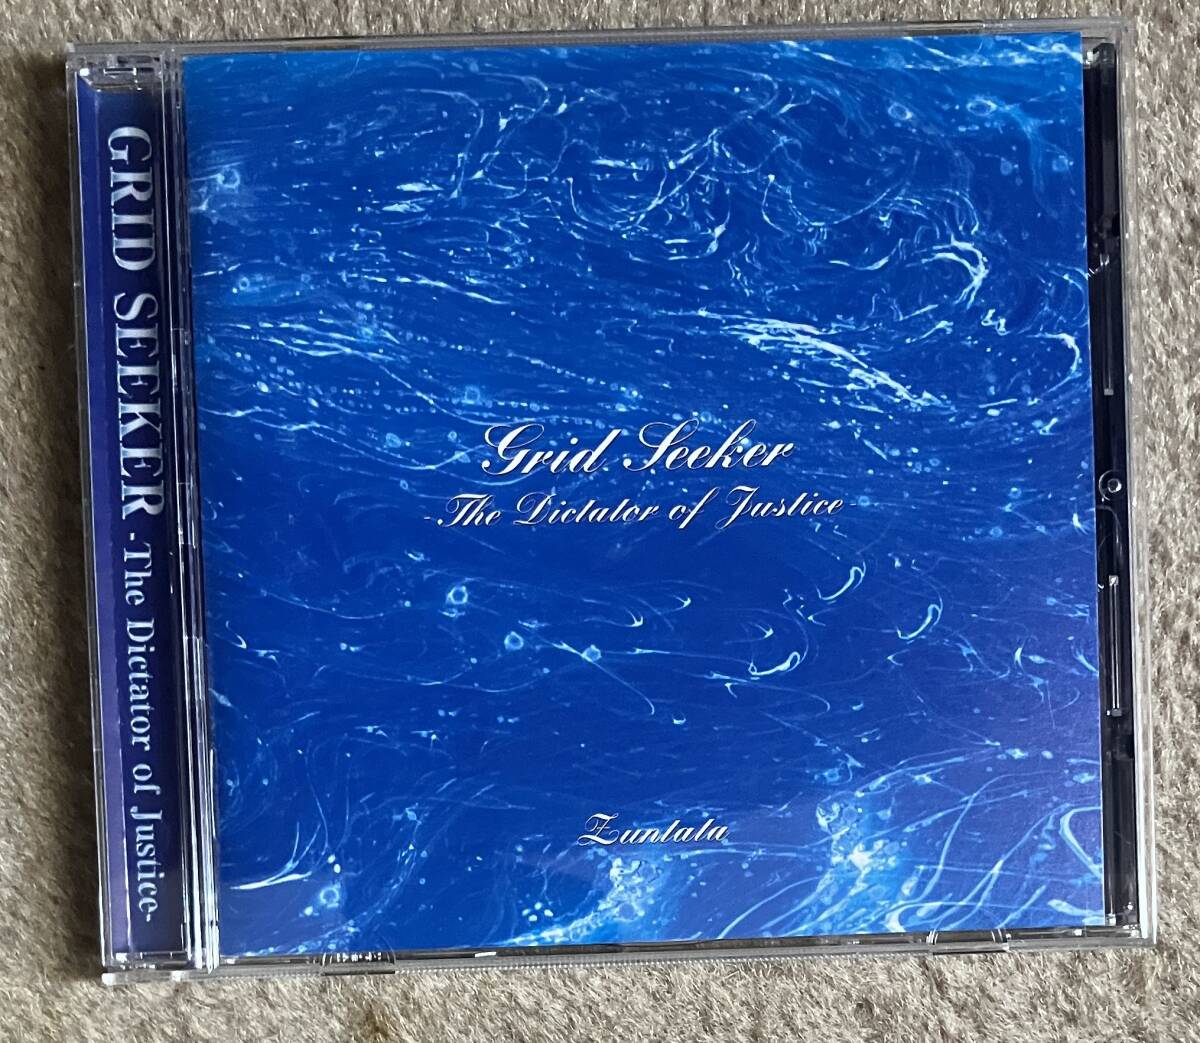 GRID SEEKER -The Dictator of Justice-
Grid Seeker
-The Dictator of Justice-
Zuntata